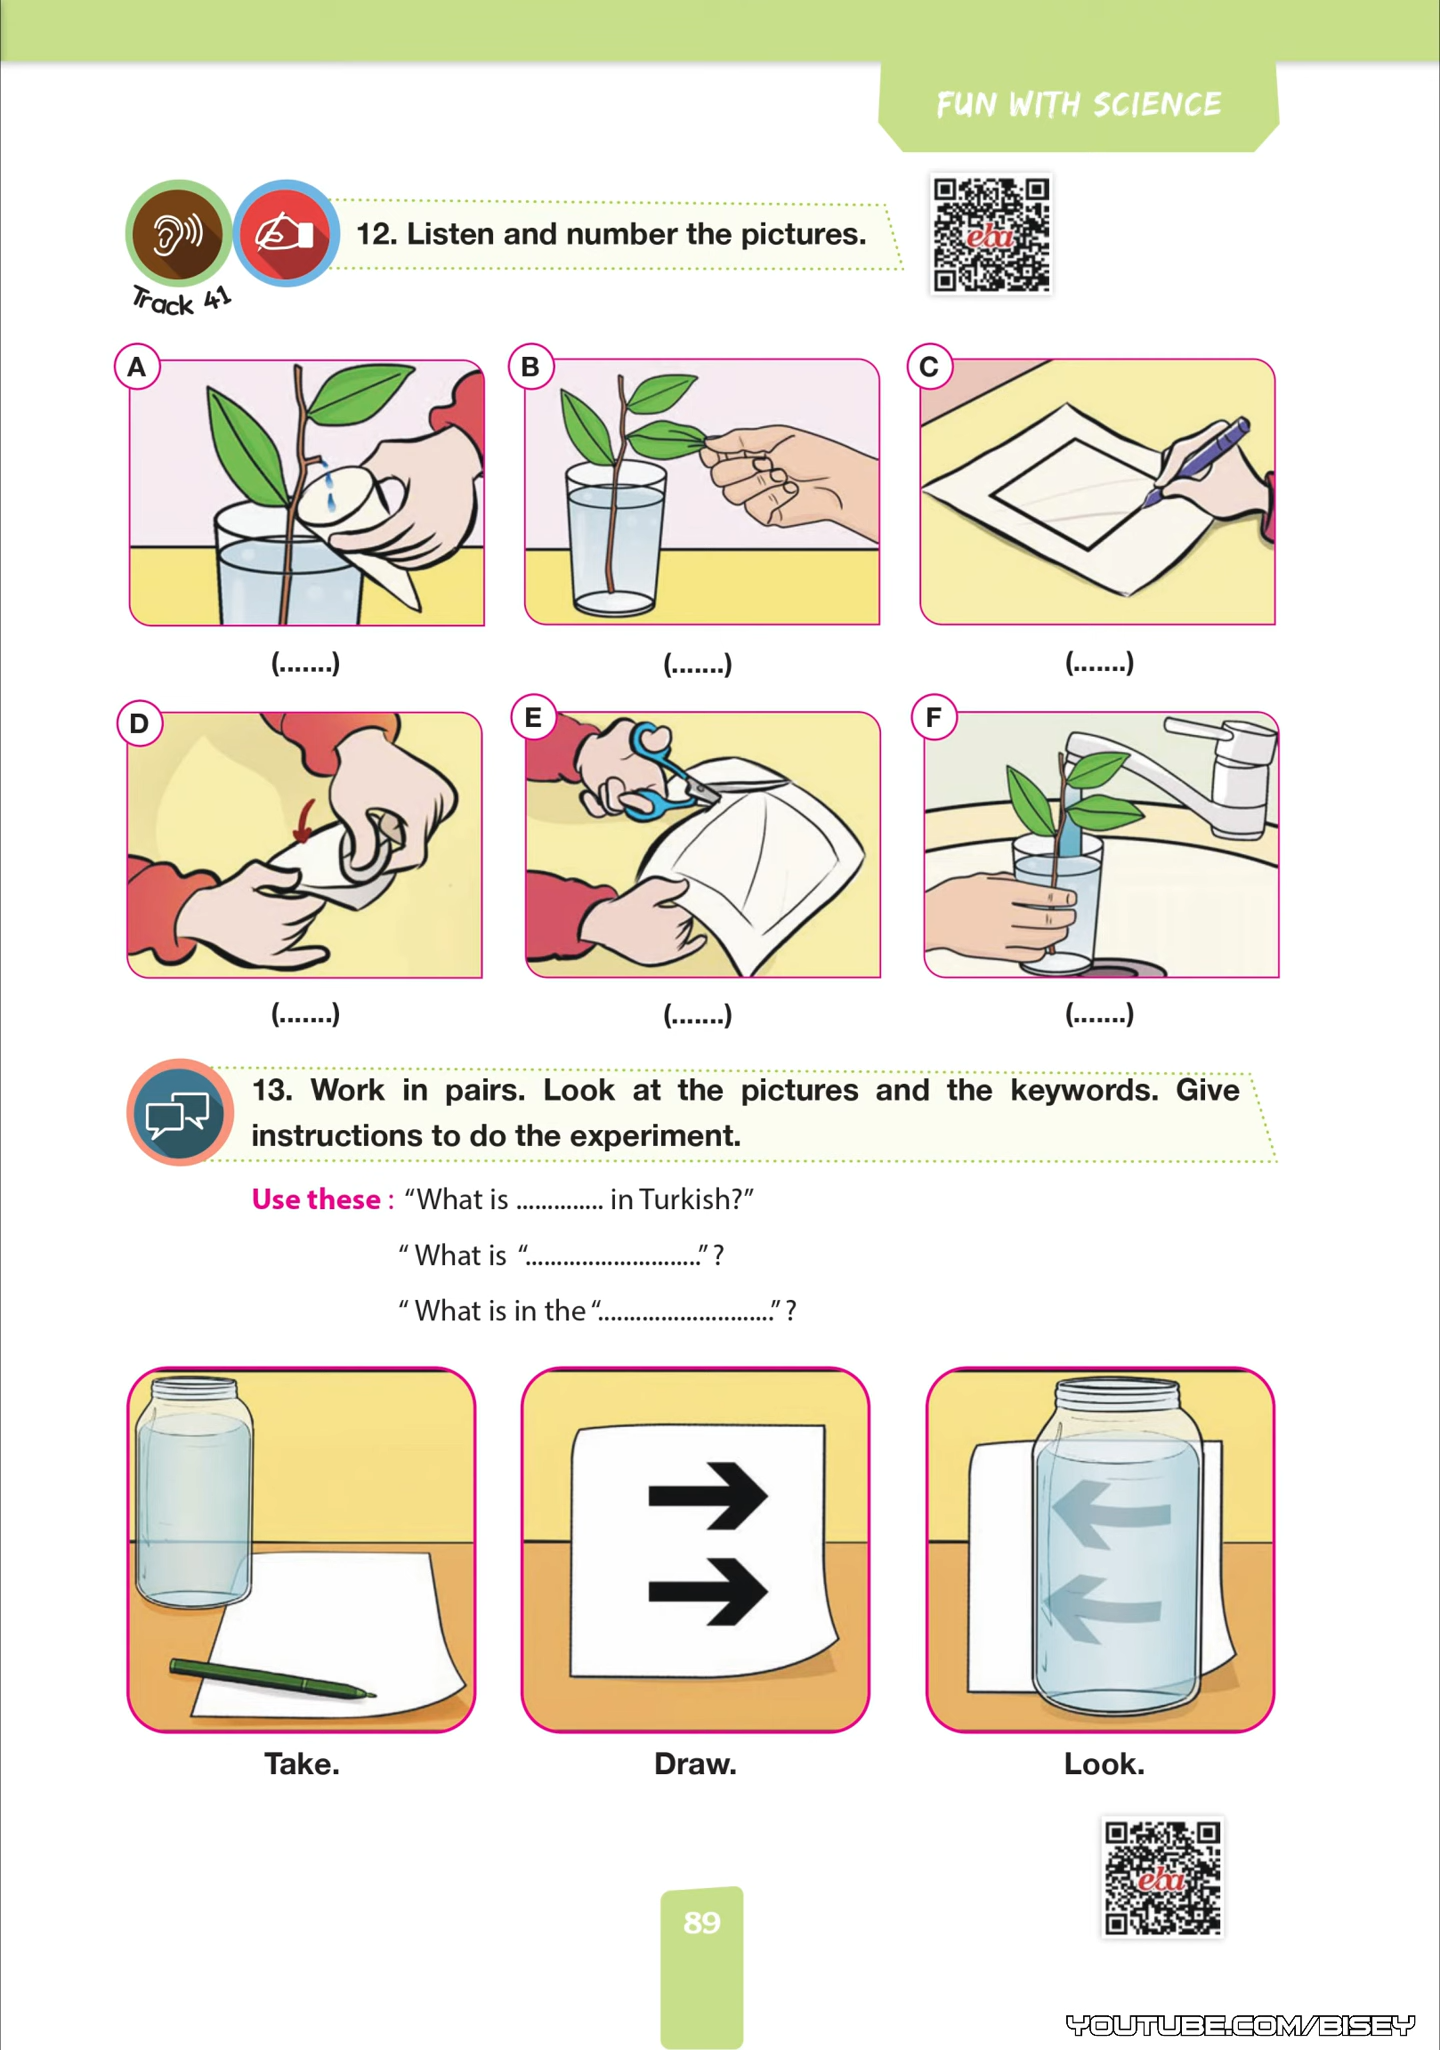 FUN WITH SCIENCE
12. Listen and number the pictures.
eba
Track 41
A
B
C
(.......)
(.......)
(.......)
D
E
F
(.......)
(.......)
(.......)
13. Work in pairs. Look at the pictures and the keywords. Give
instructions to do the experiment.
Use these : “What is .............. in Turkish?”
“ What is “............................” ?
“ What is in the “............................” ?
Take.
Draw.
Look.
eba
89
YOUTUBE.COM/BISEY